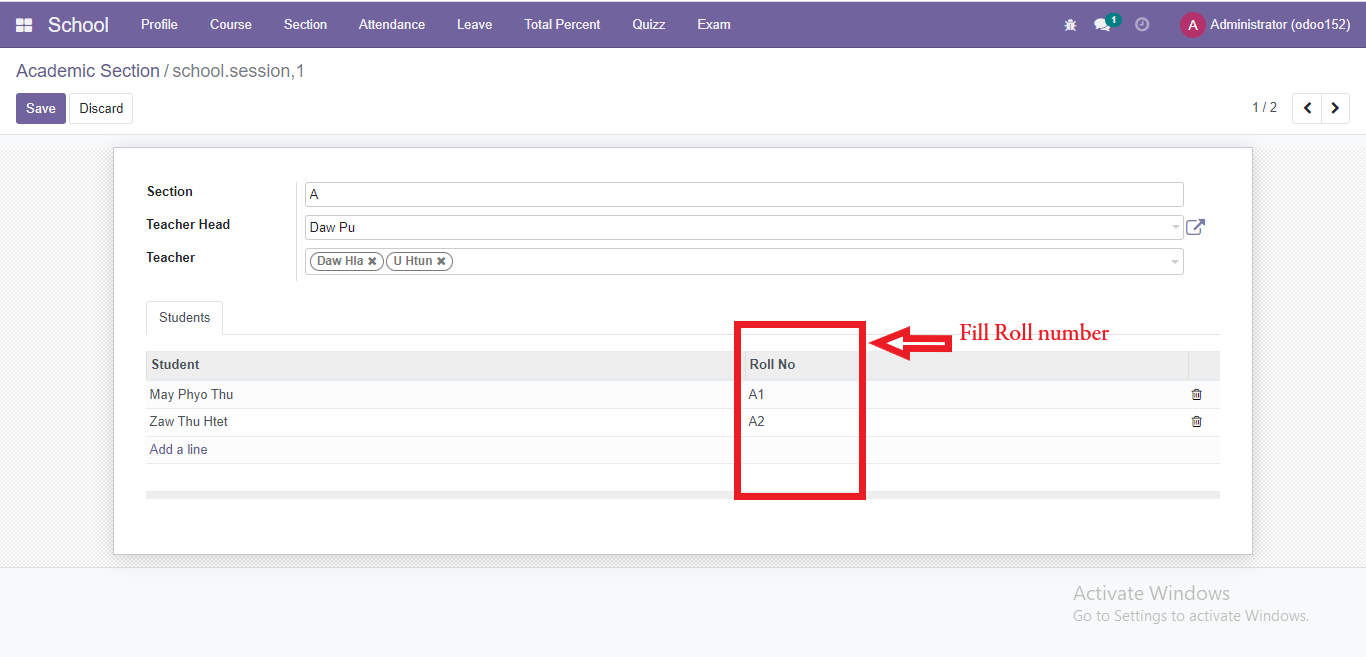 School Profile Course Section Attendance Leave Total Percent Quizz Exam 1 A Administrator (odoo152)
Academic Section / school.session,1
Save Discard 1 / 2
Section A
Teacher Head Daw Pu
Teacher Daw Hla ✖ U Htun ✖
Students
Fill Roll number
Student Roll No
May Phyo Thu A1
Zaw Thu Htet A2
Add a line
Activate Windows
Go to Settings to activate Windows.